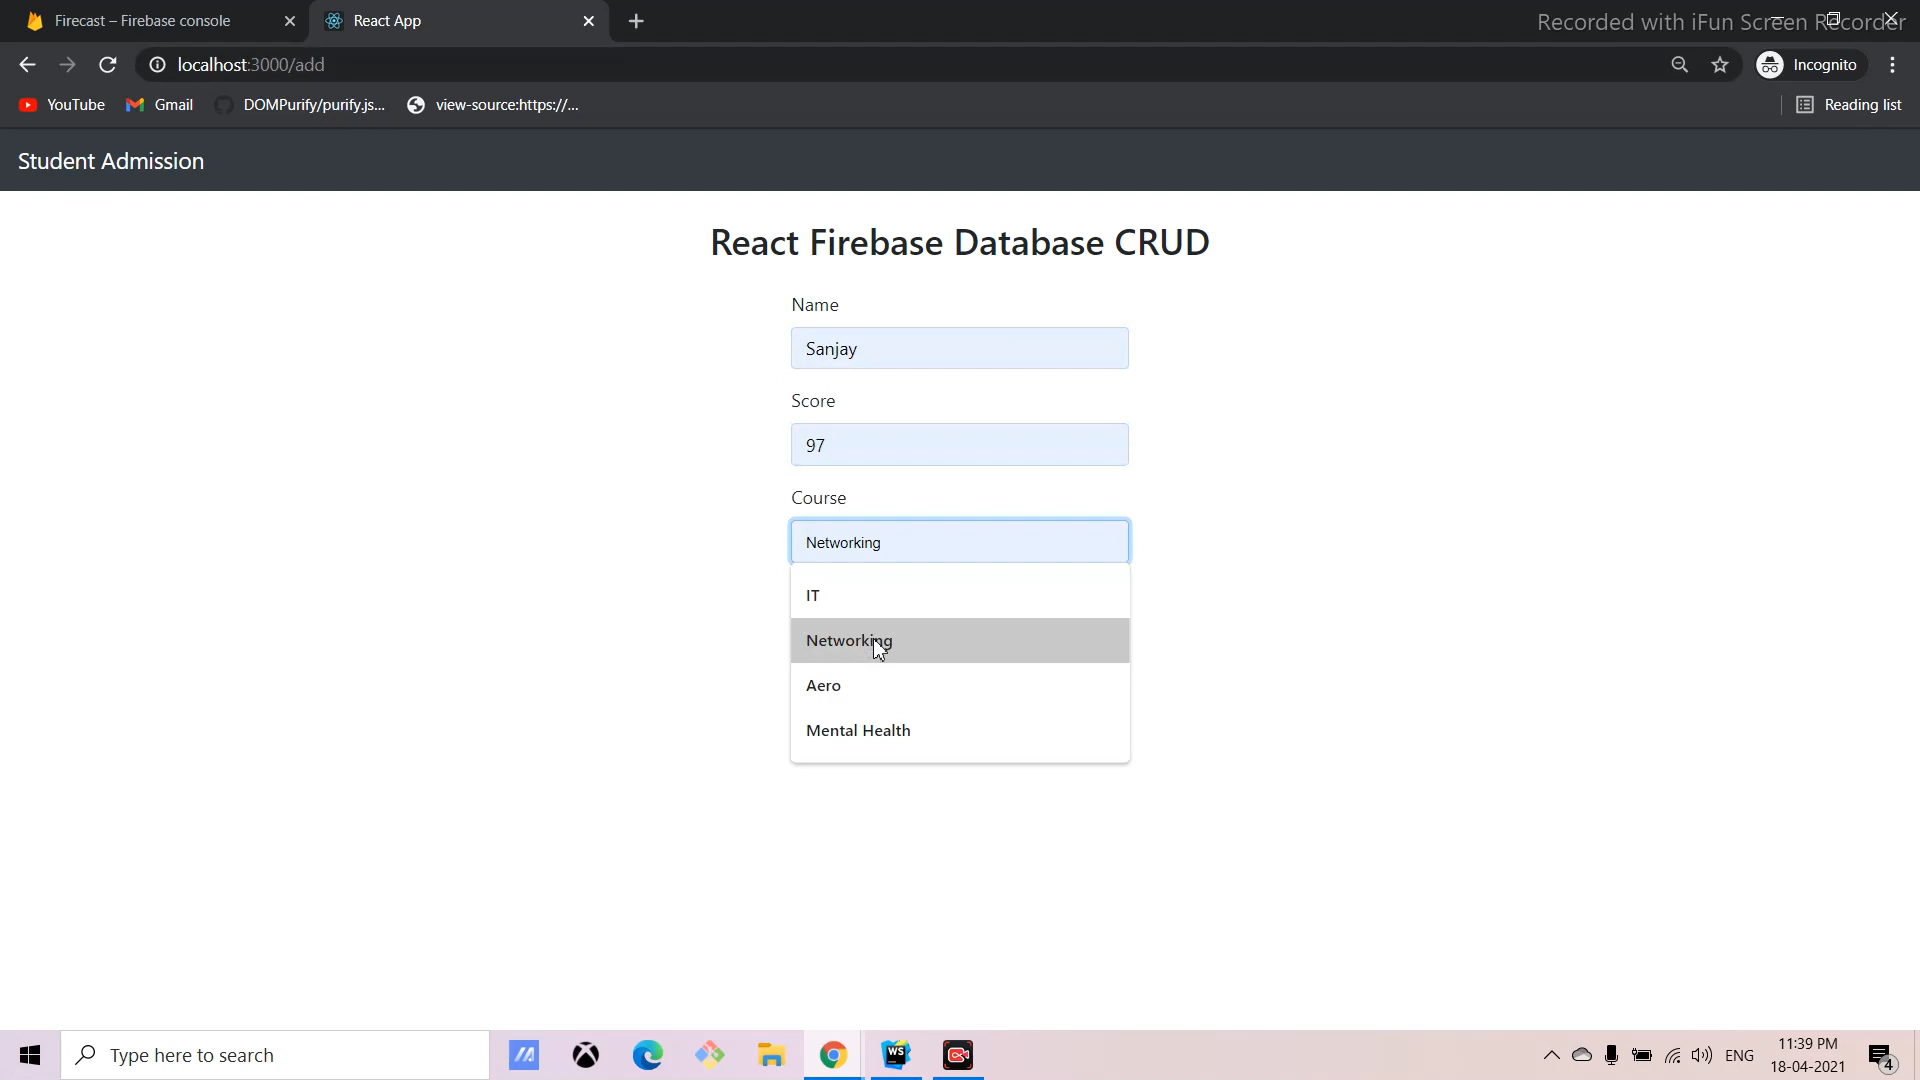 Firecast – Firebase console
React App
Recorded with iFun Screen Recorder
localhost:3000/add
Incognito
YouTube
Gmail
DOMPurify/purify.js...
view-source:https://...
Reading list
Student Admission
React Firebase Database CRUD
Name
Sanjay
Score
97
Course
Networking
IT
Networking
Aero
Mental Health
Type here to search
WS
ENG
11:39 PM
18-04-2021
4